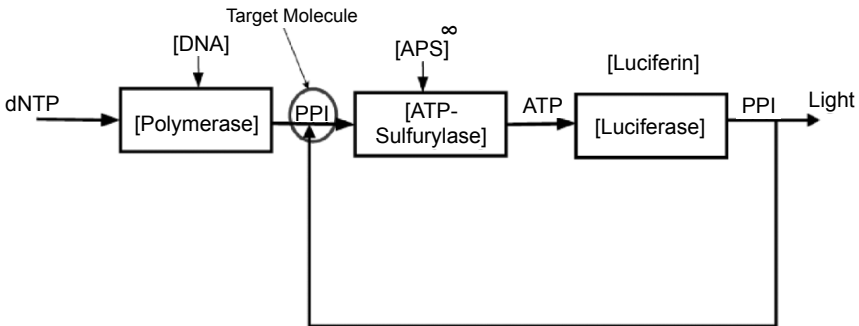 Target Molecule
[DNA]
[APS]∞
[Luciferin]
dNTP
[Polymerase]
PPI
[ATP-
Sulfurylase]
ATP
[Luciferase]
PPI
Light